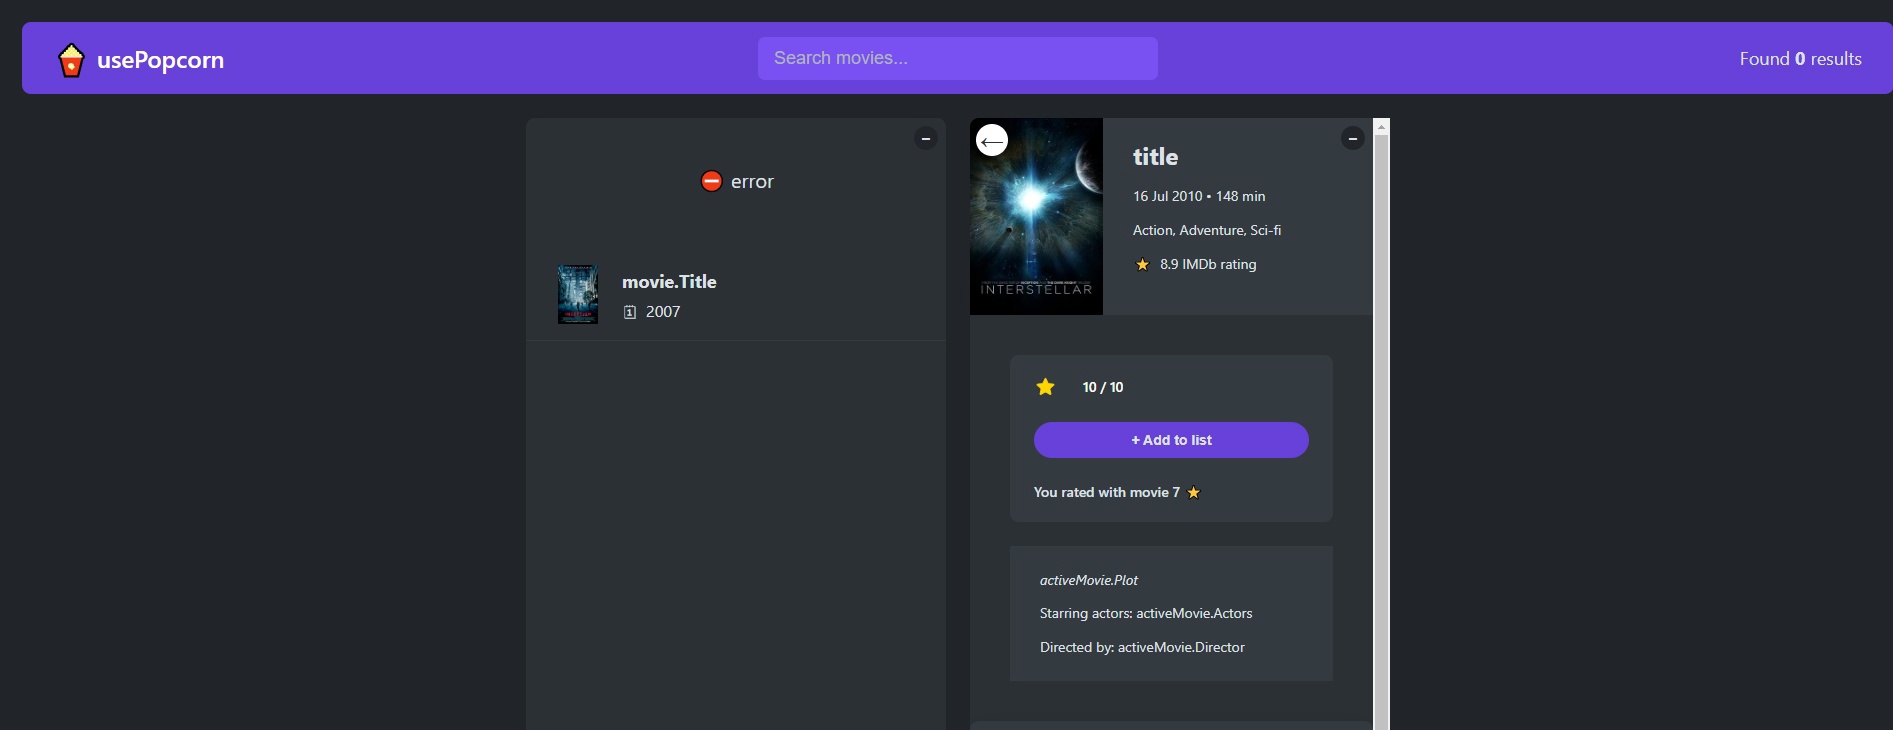 usePopcorn
Search movies...
Found 0 results
error
movie.Title
2007
title
16 Jul 2010 • 148 min
Action, Adventure, Sci-fi
8.9 IMDb rating
INTERSTELLAR
10 / 10
+ Add to list
You rated with movie 7
activeMovie.Plot
Starring actors: activeMovie.Actors
Directed by: activeMovie.Director